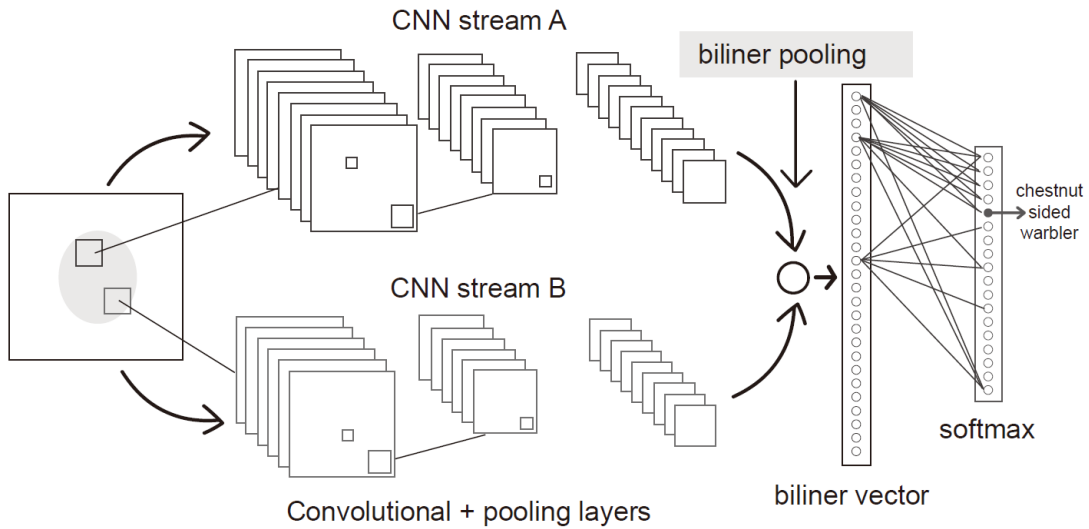 CNN stream A
biliner pooling
chestnut
sided
warbler
CNN stream B
softmax
biliner vector
Convolutional + pooling layers